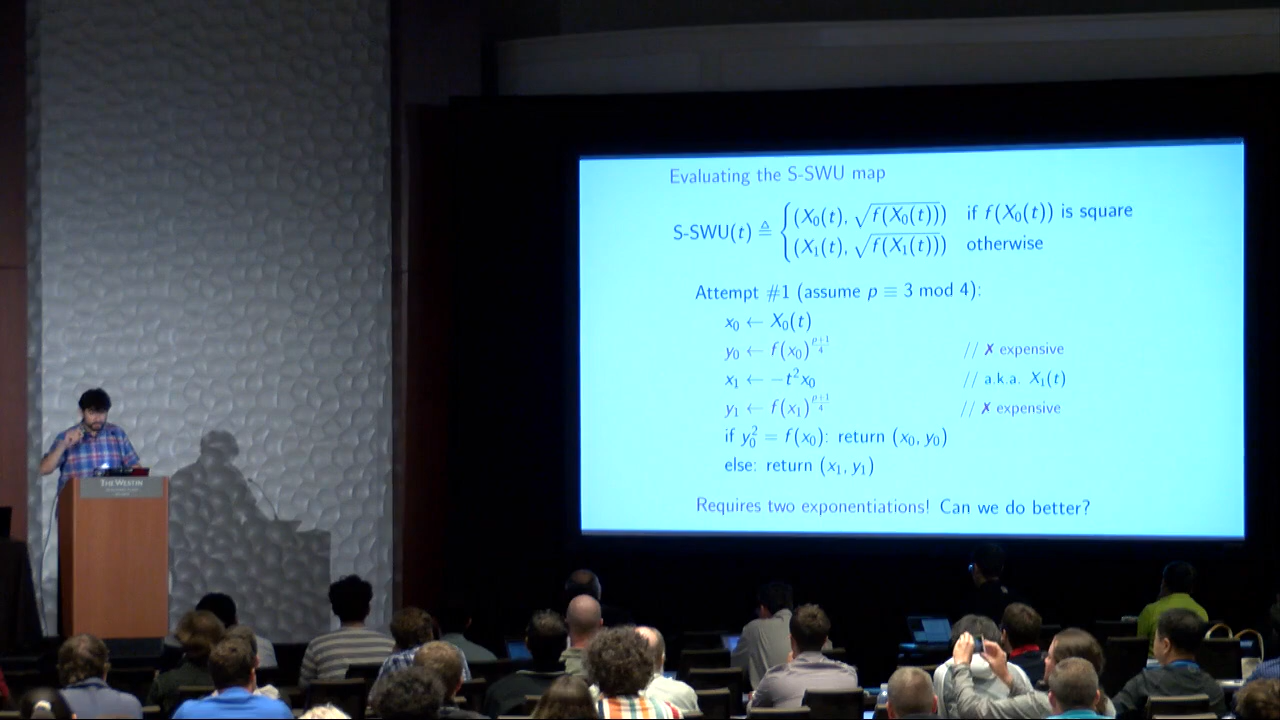 Evaluating the S-SWU map
S-SWU(t) ≜ { (X₀(t), √f(X₀(t))) if f(X₀(t)) is square
(X₁(t), √f(X₁(t))) otherwise
Attempt #1 (assume p ≡ 3 mod 4):
x₀ ← X₀(t)
y₀ ← f(x₀)^((p+1)/4) // ✗ expensive
x₁ ← −t²x₀ // a.k.a. X₁(t)
y₁ ← f(x₁)^((p+1)/4) // ✗ expensive
if y₀² = f(x₀): return (x₀, y₀)
else: return (x₁, y₁)
Requires two exponentiations! Can we do better?
THE WESTIN